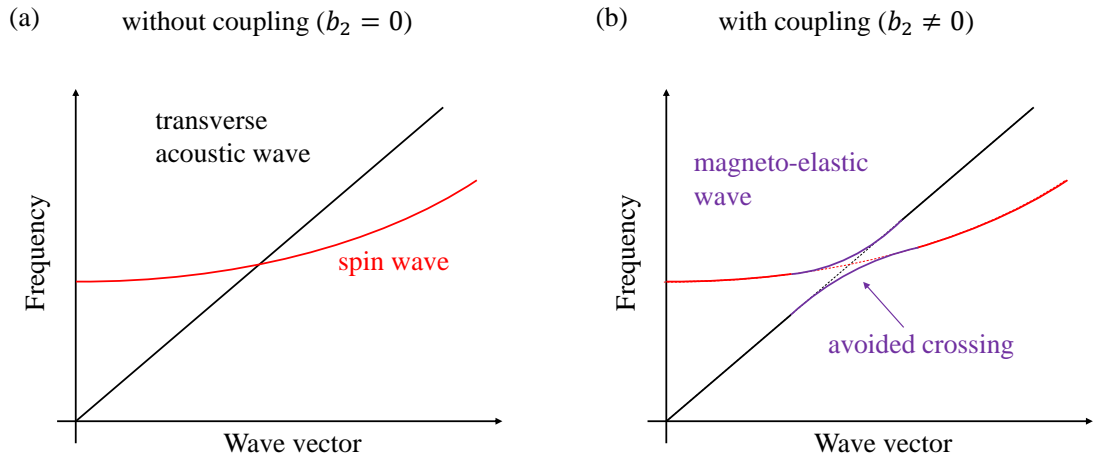 (a)
without coupling (b₂ = 0)
transverse
acoustic wave
spin wave
Frequency
Wave vector
(b)
with coupling (b₂ ≠ 0)
magneto-elastic
wave
avoided crossing
Frequency
Wave vector